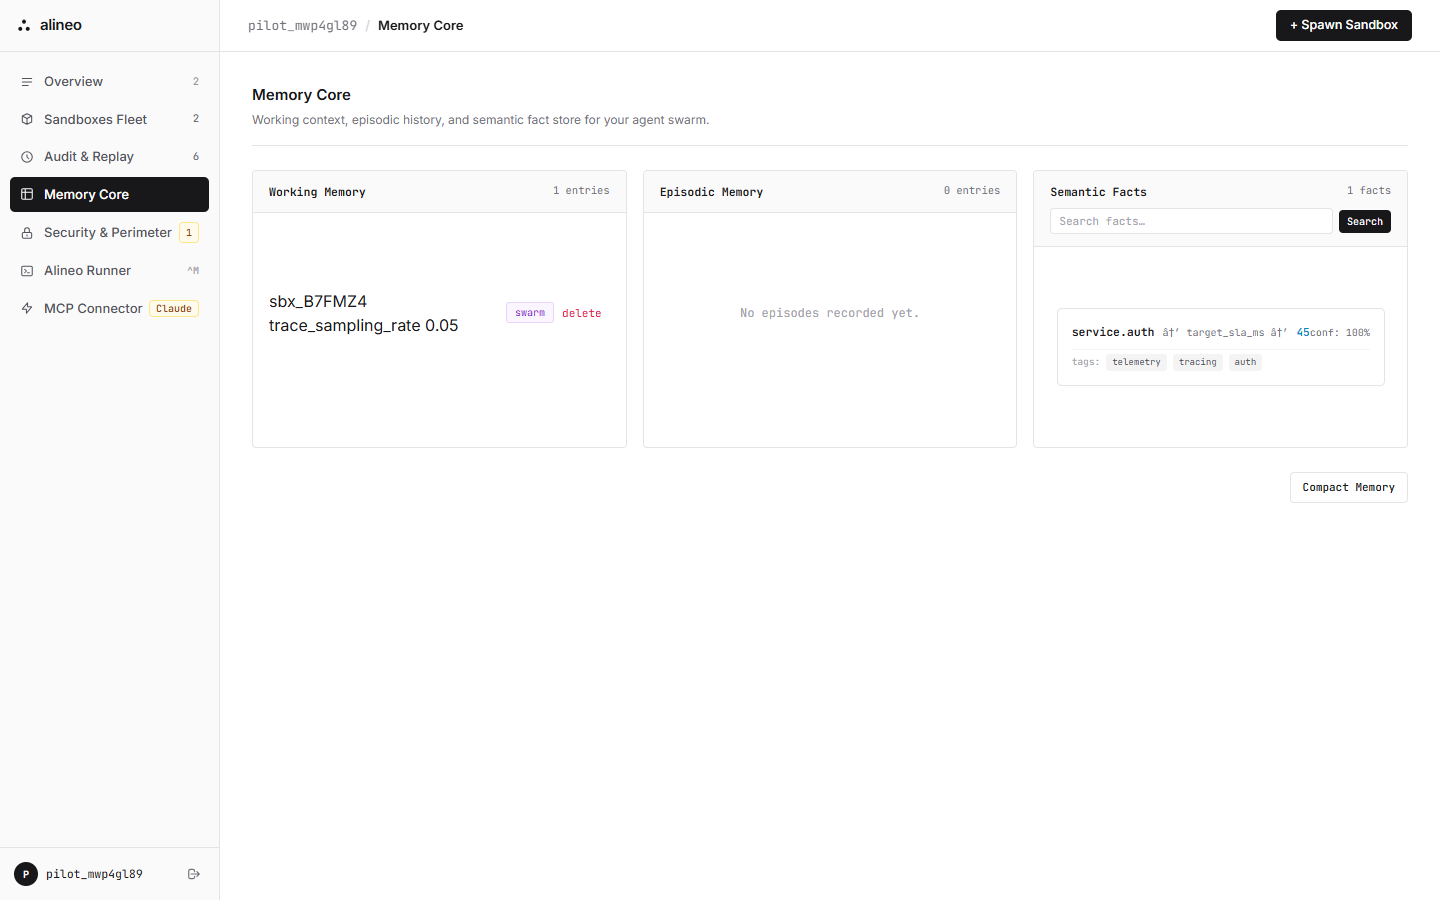 alineo
pilot_mwp4gl89 / Memory Core
+ Spawn Sandbox
Overview 2
Sandboxes Fleet 2
Audit & Replay 6
Memory Core
Security & Perimeter 1
Alineo Runner ^M
MCP Connector Claude
Memory Core
Working context, episodic history, and semantic fact store for your agent swarm.
Working Memory 1 entries
sbx_B7FMZ4
trace_sampling_rate 0.05
swarm delete
Episodic Memory 0 entries
No episodes recorded yet.
Semantic Facts 1 facts
Search facts… Search
service.auth â†’ target_sla_ms â†’ 45conf: 100%
tags: telemetry tracing auth
Compact Memory
P pilot_mwp4gl89